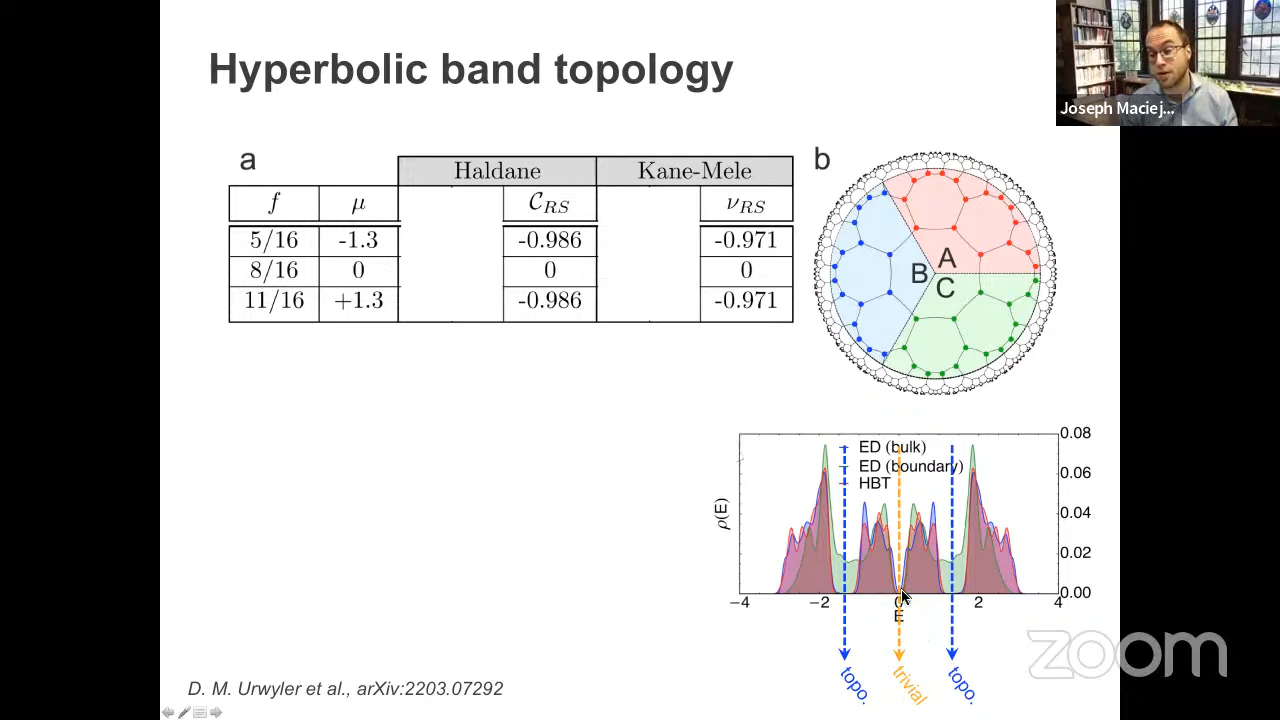 Hyperbolic band topology
Joseph Maciej...
a
Haldane Kane-Mele
f μ C_RS ν_RS
5/16 -1.3 -0.986 -0.971
8/16 0 0 0
11/16 +1.3 -0.986 -0.971
b
A
B
C
ED (bulk)
ED (boundary)
HBT
0.08
0.06
0.04
0.02
0.00
ρ(E)
−4 −2 0 2 4
E
topo. trivial topo.
zoom
D. M. Urwyler et al., arXiv:2203.07292